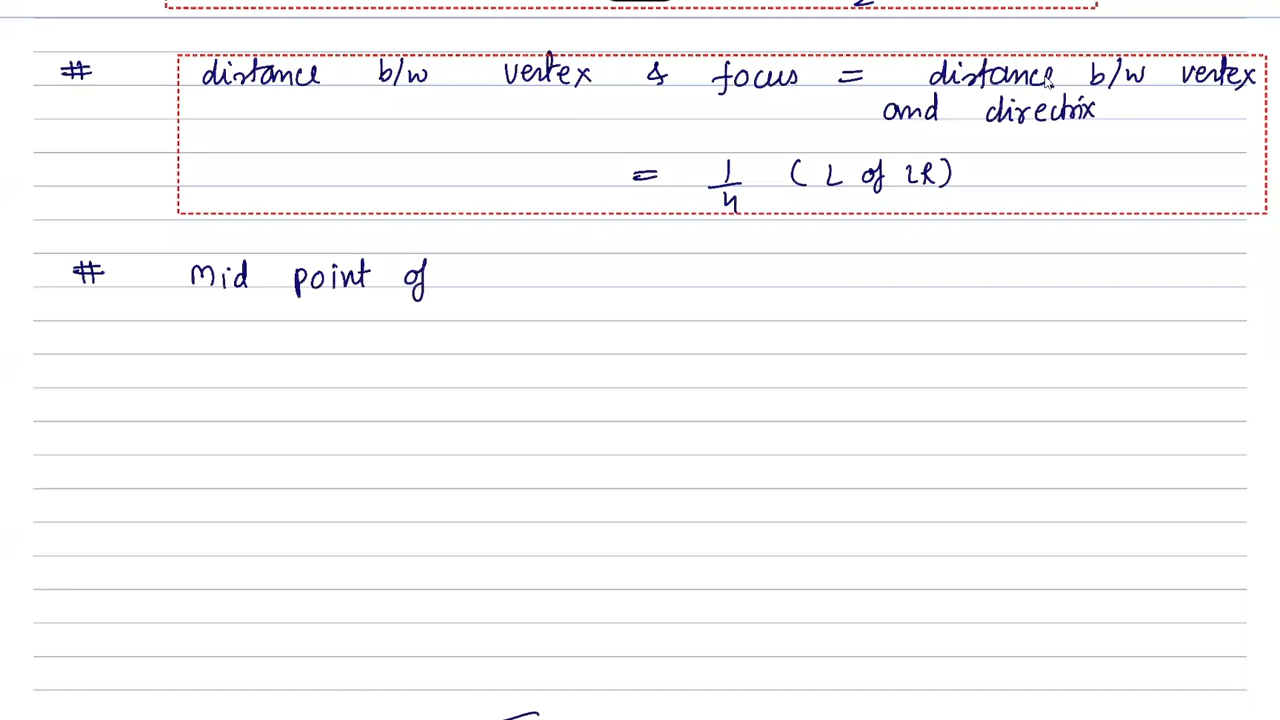 # distance b/w vertex & focus = distance b/w vertex
and directrix
= 1/4 (L of LR)
# Mid point of